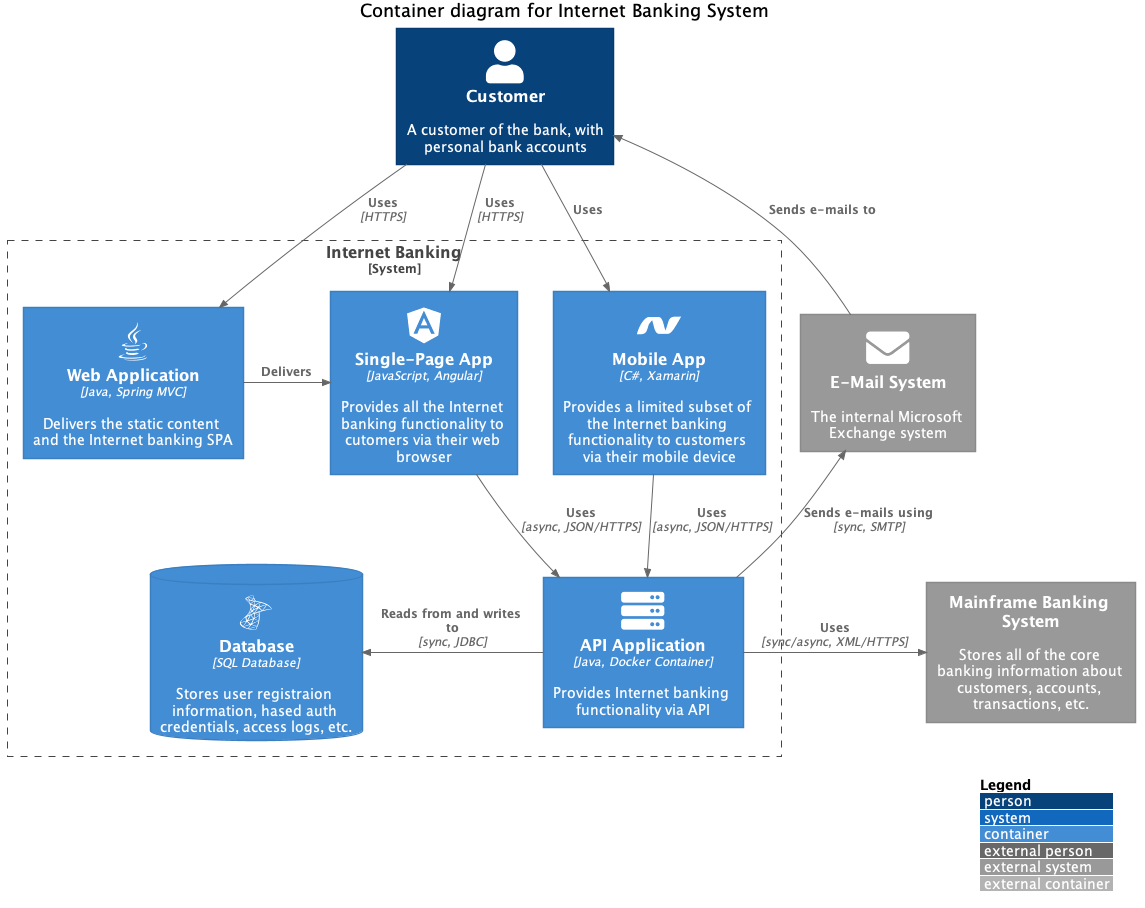 Container diagram for Internet Banking System
Customer
A customer of the bank, with
personal bank accounts
Uses
[HTTPS]
Uses
[HTTPS]
Uses
Sends e-mails to
Internet Banking
[System]
Web Application
[Java, Spring MVC]
Delivers the static content
and the Internet banking SPA
Delivers
Single-Page App
[JavaScript, Angular]
Provides all the Internet
banking functionality to
cutomers via their web
browser
Mobile App
[C#, Xamarin]
Provides a limited subset of
the Internet banking
functionality to customers
via their mobile device
E-Mail System
The internal Microsoft
Exchange system
Uses
[async, JSON/HTTPS]
Uses
[async, JSON/HTTPS]
Sends e-mails using
[sync, SMTP]
Database
[SQL Database]
Stores user registraion
information, hased auth
credentials, access logs, etc.
Reads from and writes
to
[sync, JDBC]
API Application
[Java, Docker Container]
Provides Internet banking
functionality via API
Uses
[sync/async, XML/HTTPS]
Mainframe Banking
System
Stores all of the core
banking information about
customers, accounts,
transactions, etc.
Legend
person
system
container
external person
external system
external container